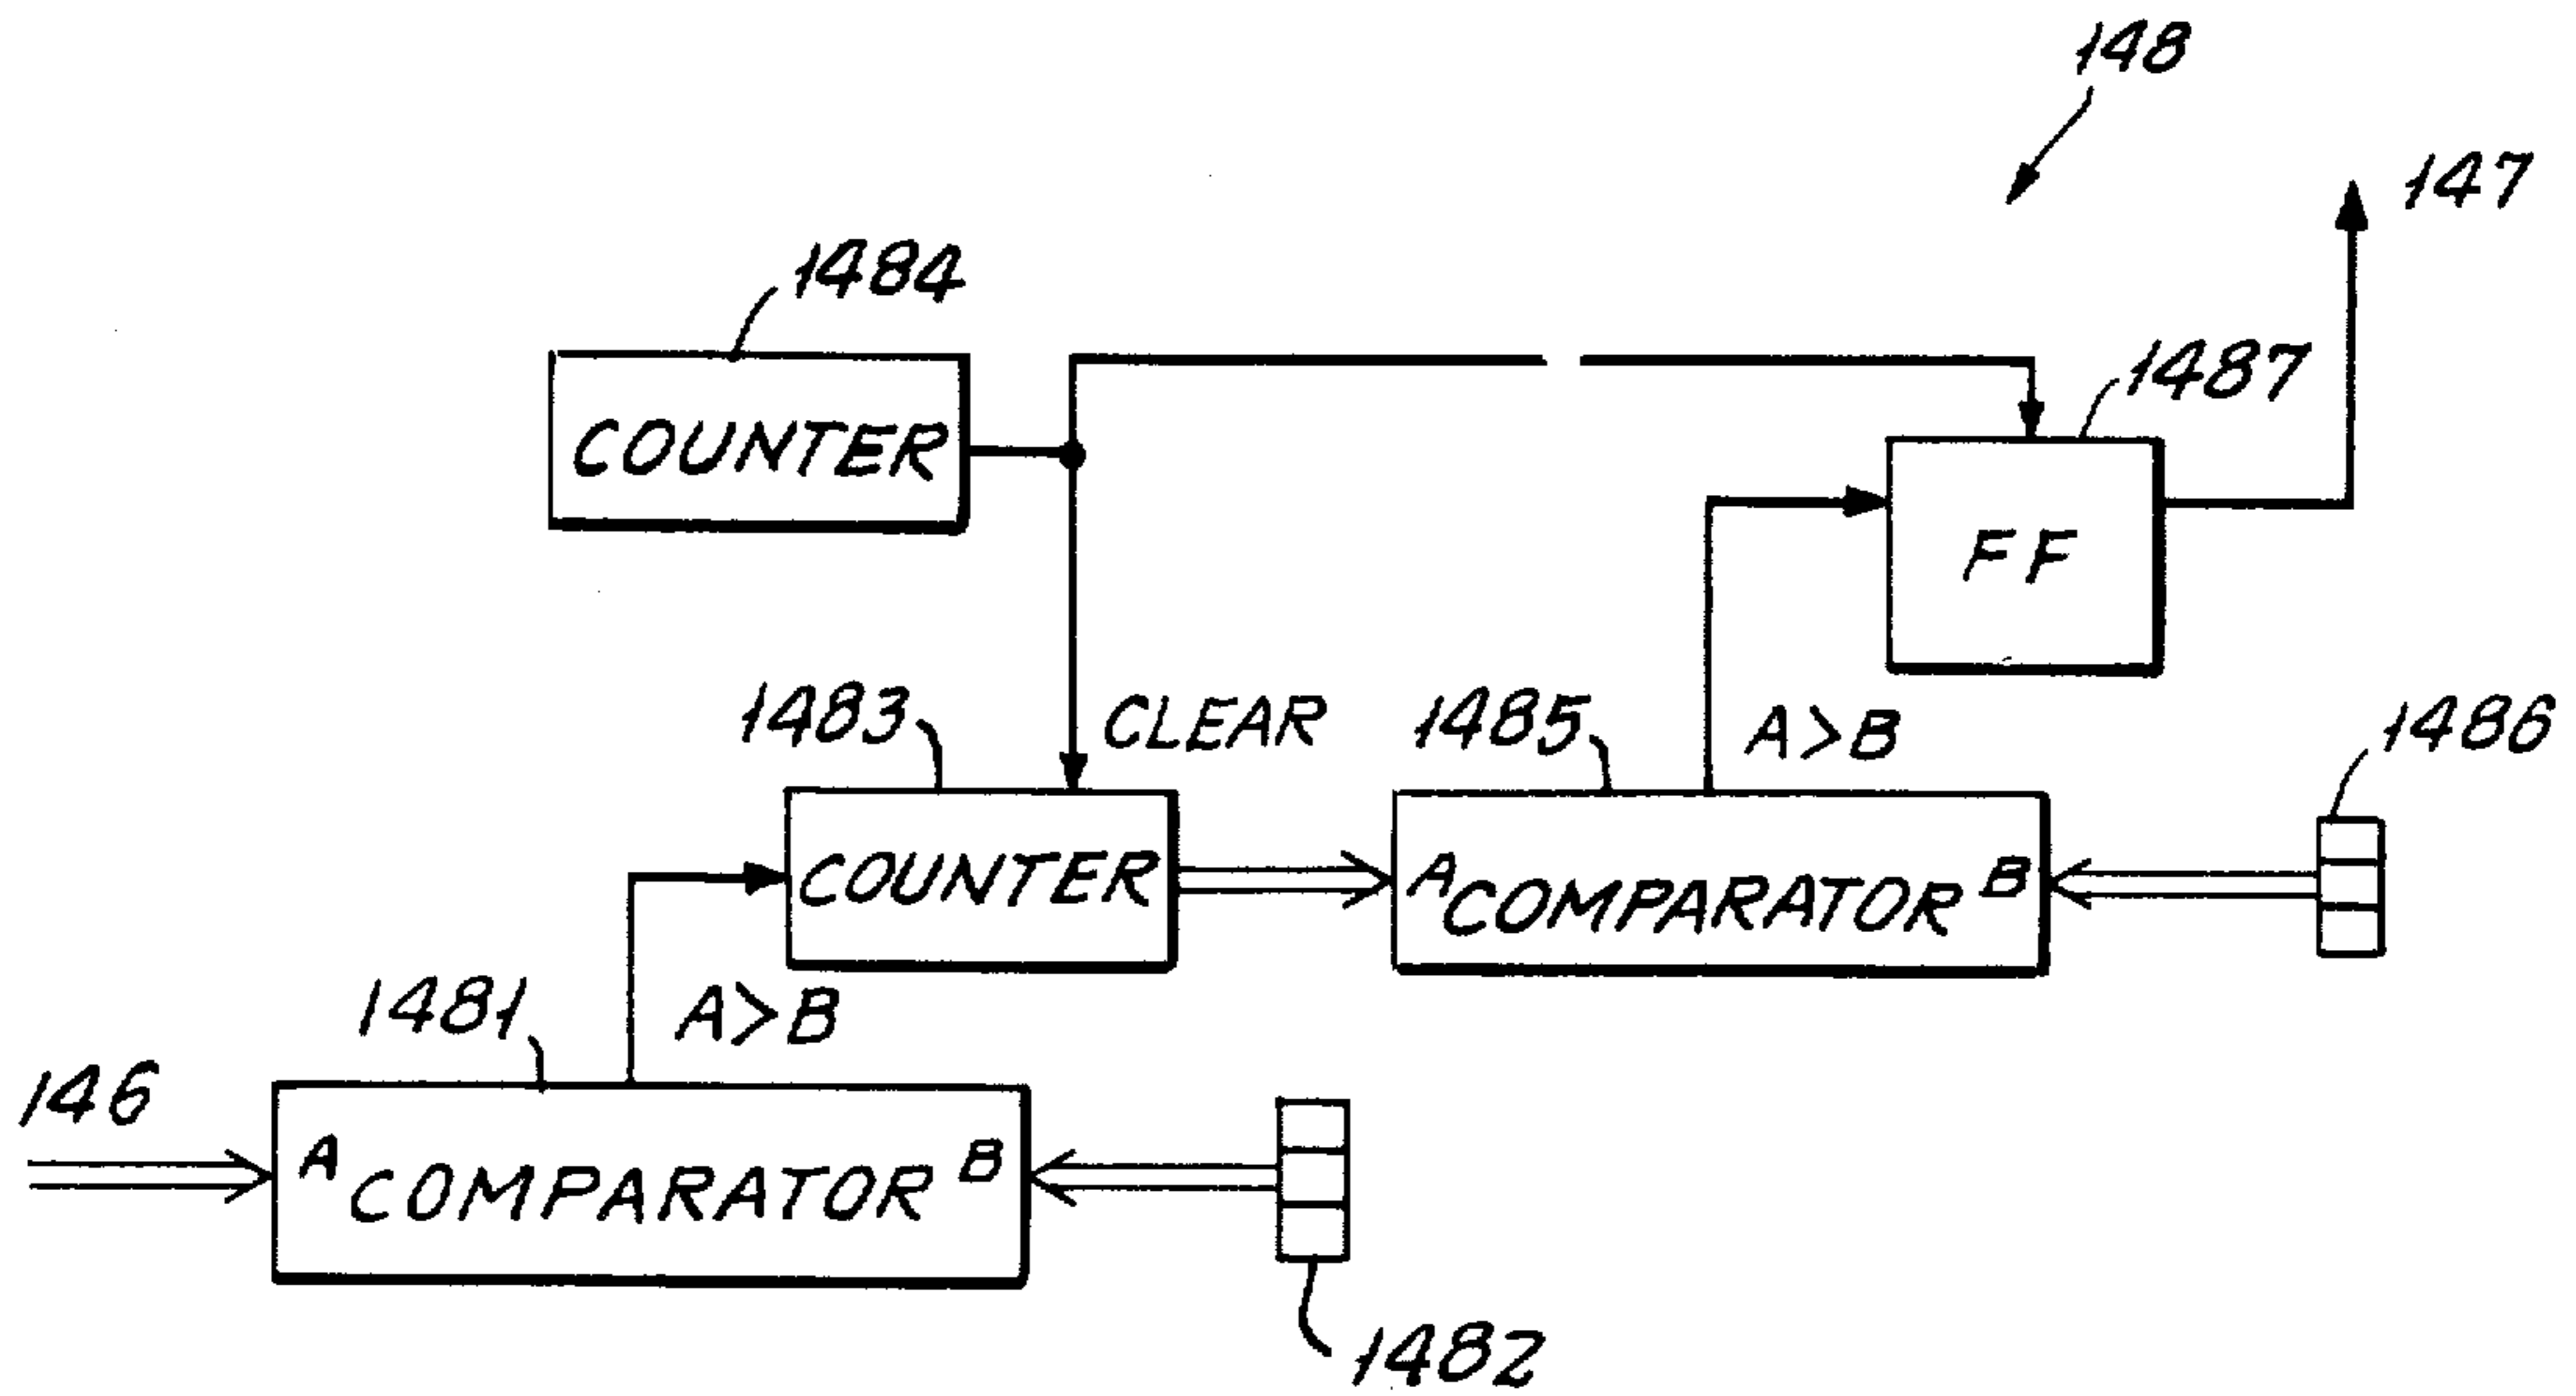 148
147
1484
1487
COUNTER
FF
1483
CLEAR
1485
A>B
1486
COUNTER
A COMPARATOR B
1481
A>B
146
A COMPARATOR B
1482